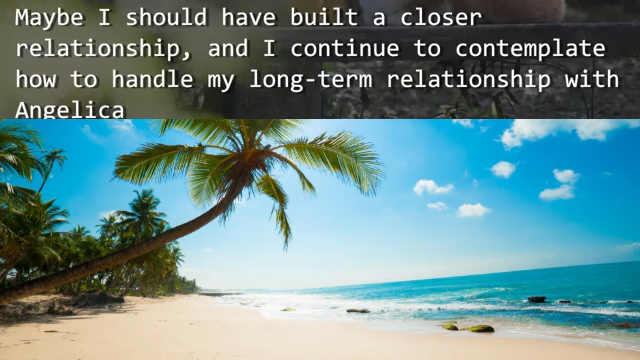 Maybe I should have built a closer
relationship, and I continue to contemplate
how to handle my long-term relationship with
Angelica